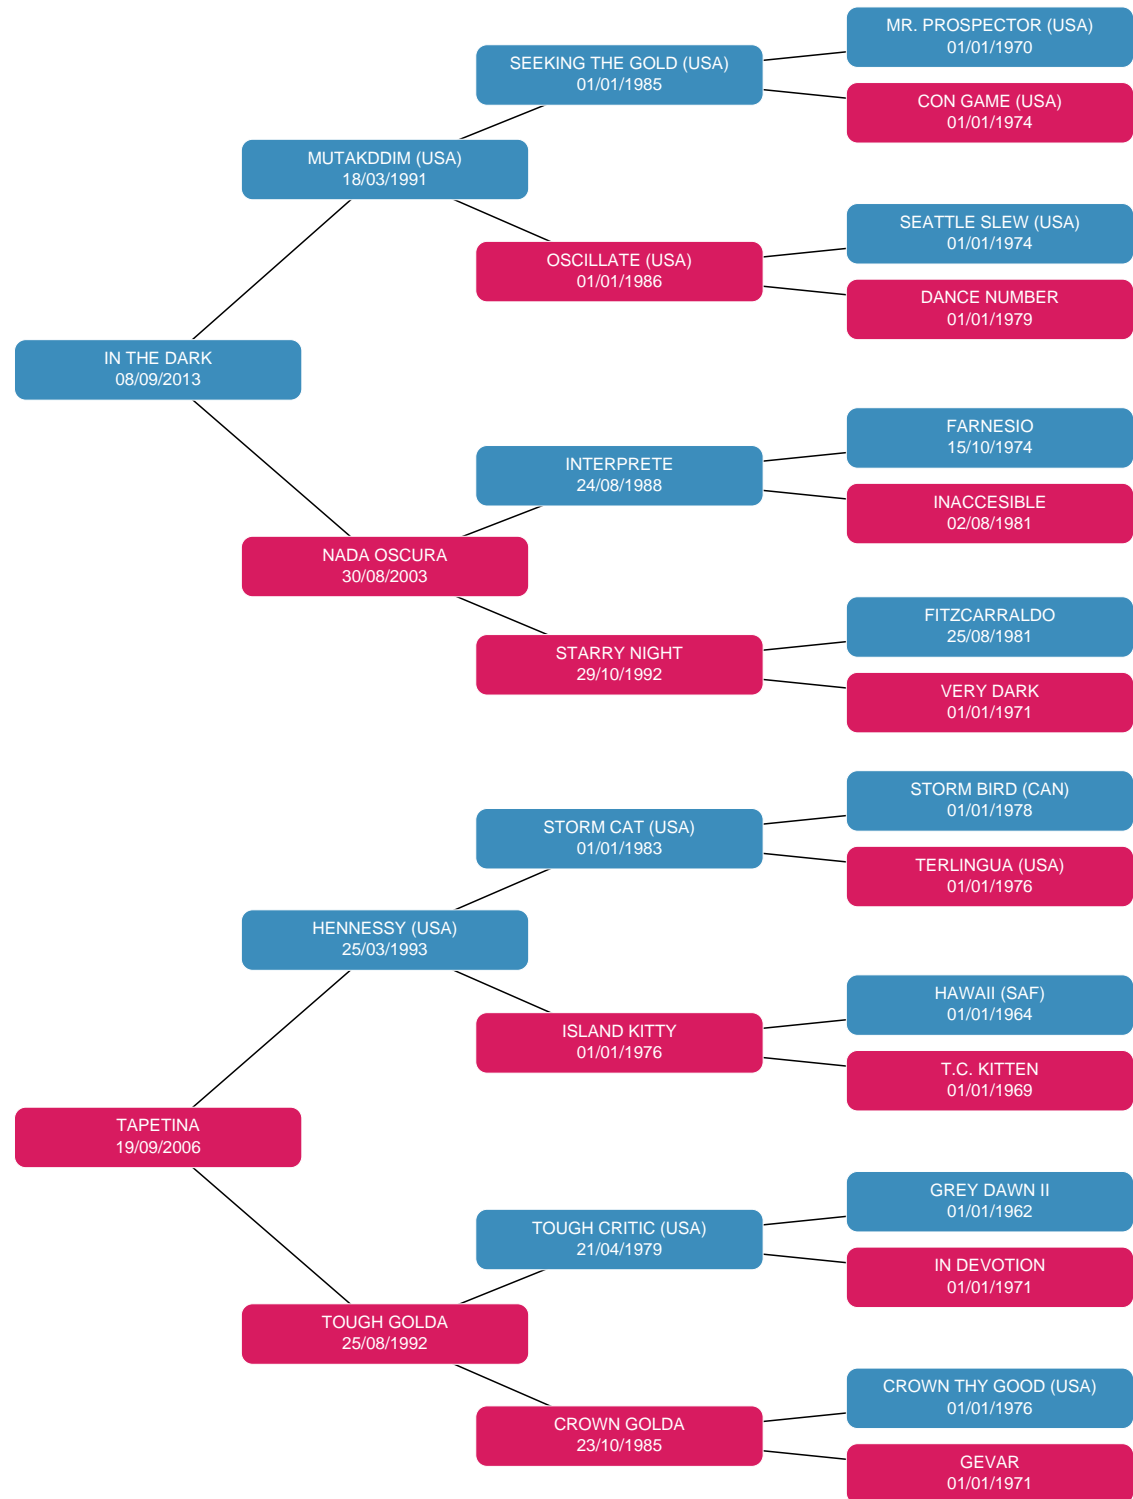 MR. PROSPECTOR (USA)
01/01/1970
SEEKING THE GOLD (USA)
01/01/1985
CON GAME (USA)
01/01/1974
MUTAKDDIM (USA)
18/03/1991
SEATTLE SLEW (USA)
01/01/1974
OSCILLATE (USA)
01/01/1986
DANCE NUMBER
01/01/1979
IN THE DARK
08/09/2013
FARNESIO
15/10/1974
INTERPRETE
24/08/1988
INACCESIBLE
02/08/1981
NADA OSCURA
30/08/2003
FITZCARRALDO
25/08/1981
STARRY NIGHT
29/10/1992
VERY DARK
01/01/1971
STORM BIRD (CAN)
01/01/1978
STORM CAT (USA)
01/01/1983
TERLINGUA (USA)
01/01/1976
HENNESSY (USA)
25/03/1993
HAWAII (SAF)
01/01/1964
ISLAND KITTY
01/01/1976
T.C. KITTEN
01/01/1969
TAPETINA
19/09/2006
GREY DAWN II
01/01/1962
TOUGH CRITIC (USA)
21/04/1979
IN DEVOTION
01/01/1971
TOUGH GOLDA
25/08/1992
CROWN THY GOOD (USA)
01/01/1976
CROWN GOLDA
23/10/1985
GEVAR
01/01/1971